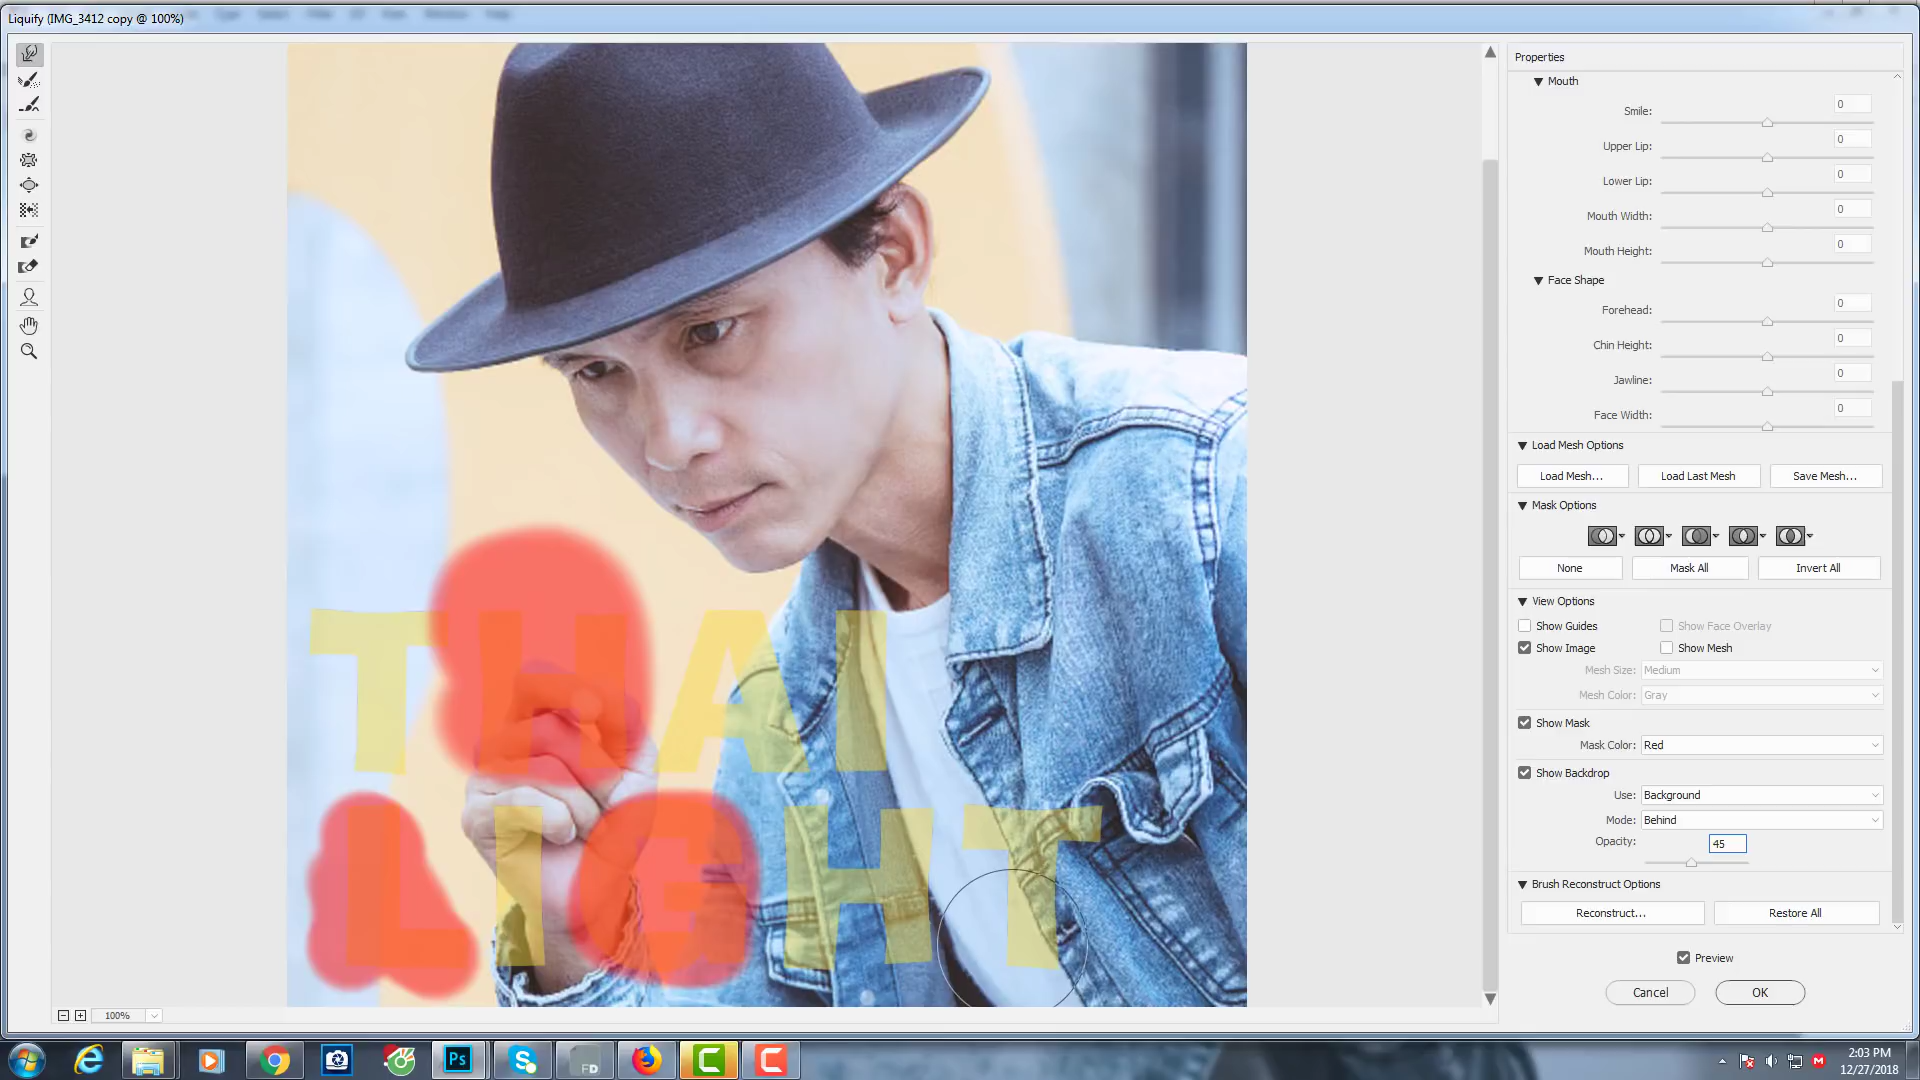 Liquify (IMG_3412 copy @ 100%)
Properties
Mouth
Smile: 0
Upper Lip: 0
Lower Lip: 0
Mouth Width: 0
Mouth Height: 0
Face Shape
Forehead: 0
Chin Height: 0
Jawline: 0
Face Width: 0
Load Mesh Options
Load Mesh... Load Last Mesh Save Mesh...
Mask Options
None Mask All Invert All
View Options
Show Guides Show Face Overlay
Show Image Show Mesh
Mesh Size: Medium
Mesh Color: Gray
Show Mask
Mask Color: Red
Show Backdrop
Use: Background
Mode: Behind
Opacity: 45
Brush Reconstruct Options
Reconstruct... Restore All
Preview
Cancel OK
THAI
LIGHT
100%
Ps
FD
2:03 PM
12/27/2018